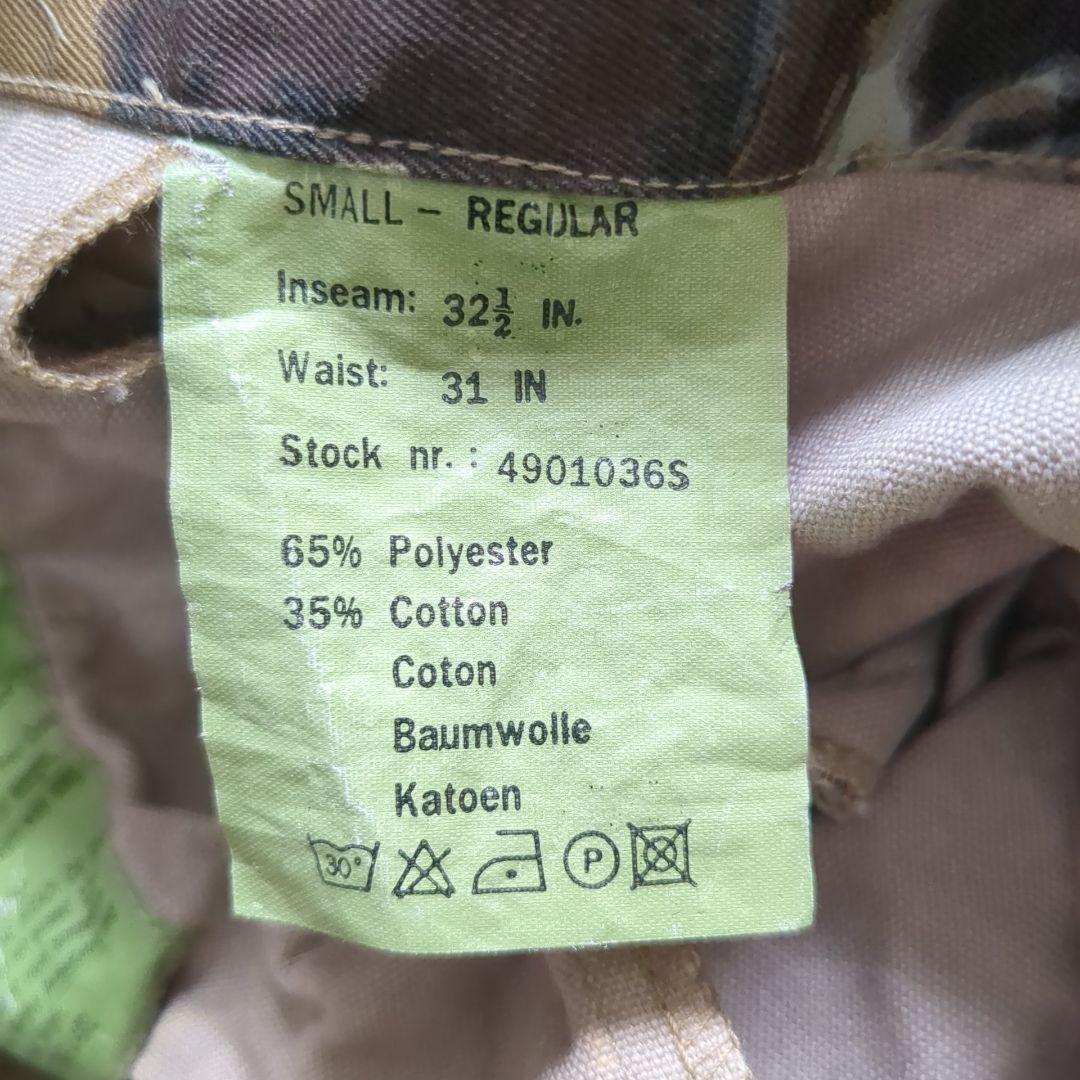 SMALL - REGULAR
Inseam: 32½ IN.
Waist: 31 IN
Stock nr.: 4901036S
65% Polyester
35% Cotton
Coton
Baumwolle
Katoen
30° P